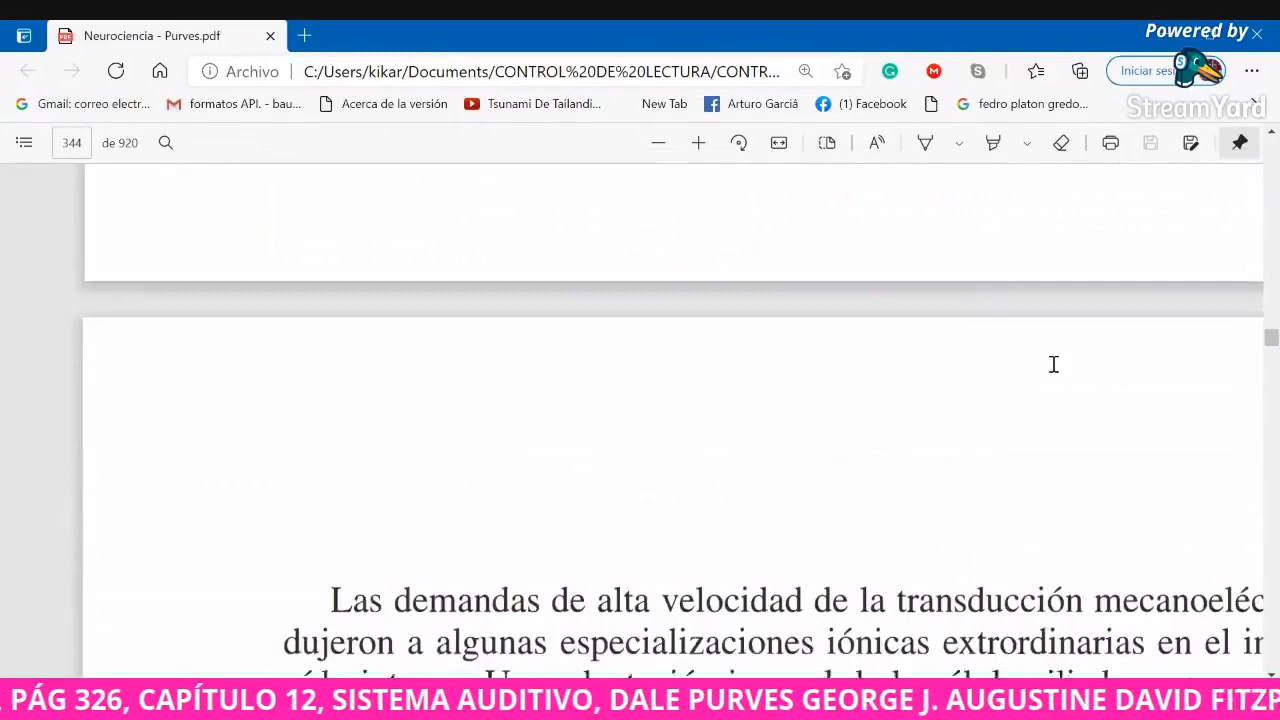 Powered by
Neurociencia - Purves.pdf
Archivo C:/Users/kikar/Documents/CONTROL%20DE%20LECTURA/CONTR...
Iniciar ses
StreamYard
Gmail: correo electr... formatos API. - bau... Acerca de la versión Tsunami De Tailandi... New Tab Arturo Garciâ (1) Facebook fedro platon gredo...
344 de 920
Las demandas de alta velocidad de la transducción mecanoeléc
dujeron a algunas especializaciones iónicas extrordinarias en el in
PÁG 326, CAPÍTULO 12, SISTEMA AUDITIVO, DALE PURVES GEORGE J. AUGUSTINE DAVID FITZP